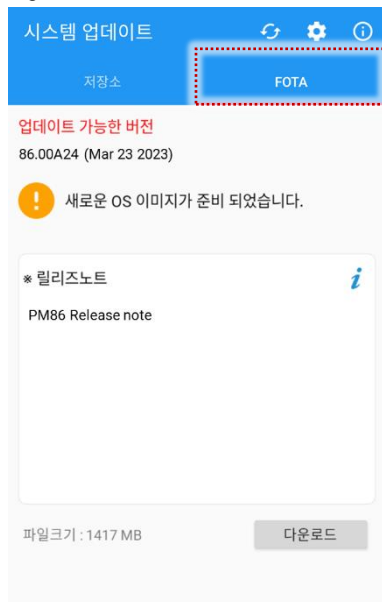 시스템 업데이트
저장소
FOTA
업데이트 가능한 버전
86.00A24 (Mar 23 2023)
새로운 OS 이미지가 준비 되었습니다.
※ 릴리즈노트
PM86 Release note
파일크기 : 1417 MB
다운로드